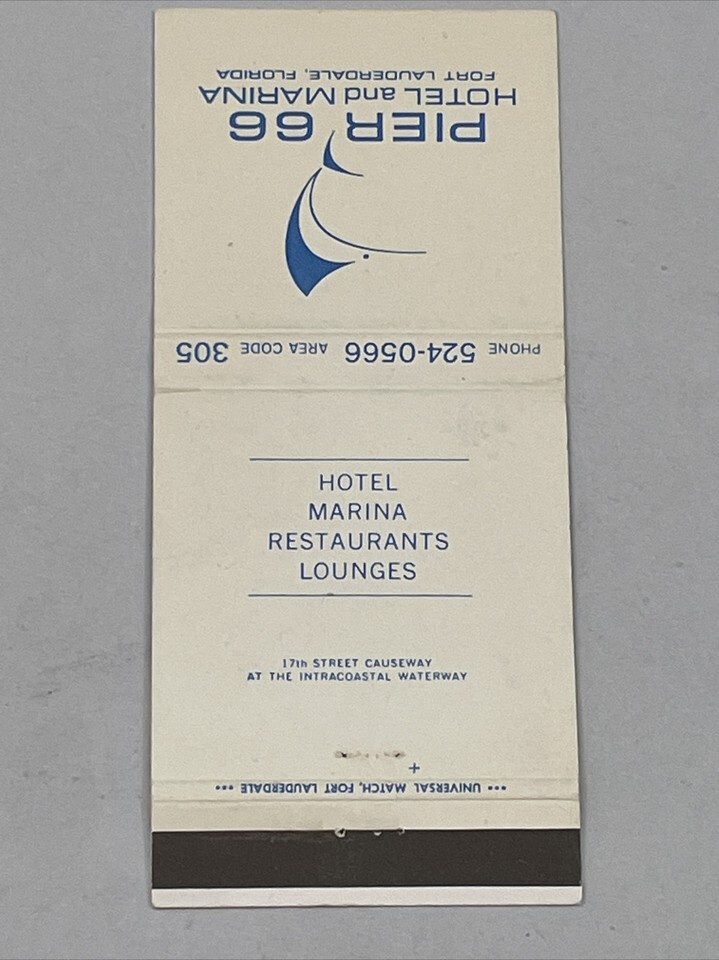 PIER 66
HOTEL and MARINA
FORT LAUDERDALE, FLORIDA
PHONE 524-0566 AREA CODE 305
HOTEL
MARINA
RESTAURANTS
LOUNGES
17th STREET CAUSEWAY
AT THE INTRACOASTAL WATERWAY
••• UNIVERSAL MATCH, FORT LAUDERDALE •••